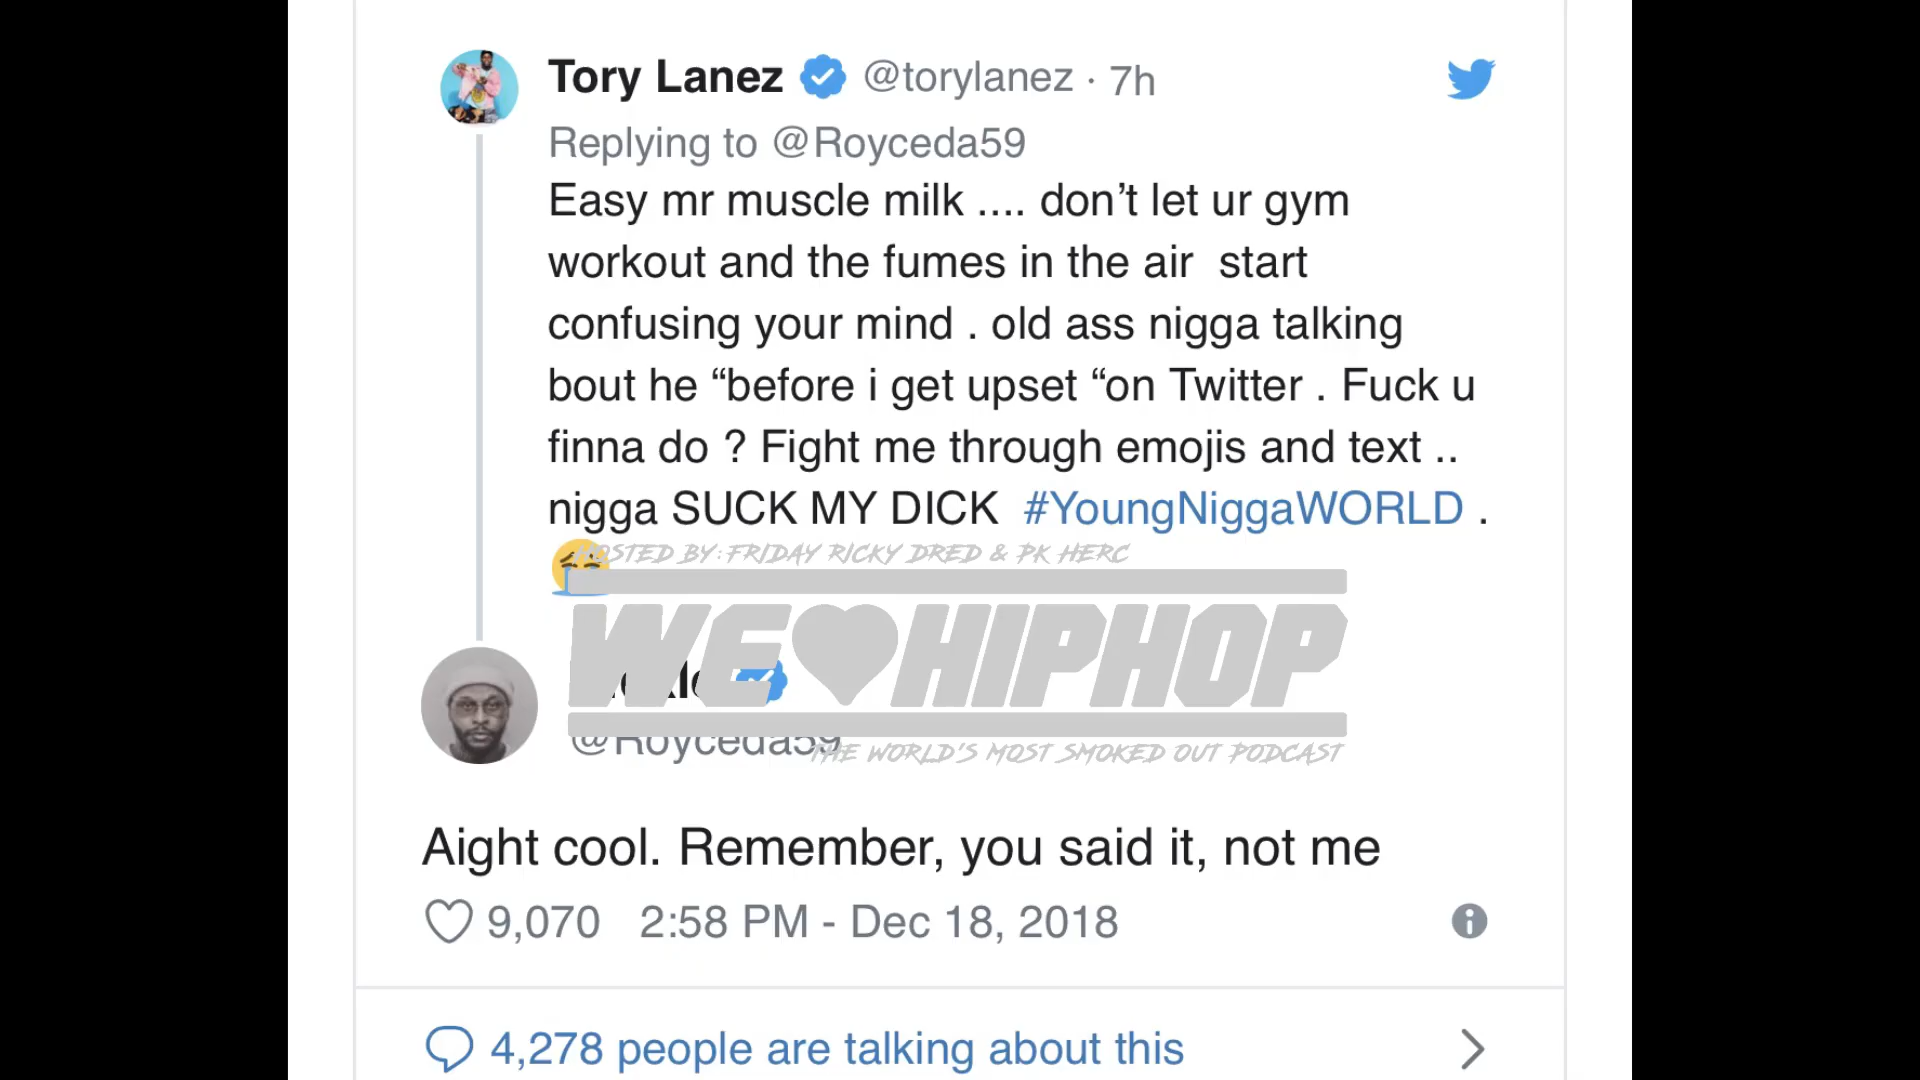 Tory Lanez @torylanez · 7h
Replying to @Royceda59
Easy mr muscle milk .... don’t let ur gym
workout and the fumes in the air  start
confusing your mind . old ass nigga talking
bout he “before i get upset “on Twitter . Fuck u
finna do ? Fight me through emojis and text ..
nigga SUCK MY DICK  #YoungNiggaWORLD .
HOSTED BY: FRIDAY RICKY DRED & PK HERC
WE HIPHOP
@Royceda59
THE WORLD'S MOST SMOKED OUT PODCAST
Aight cool. Remember, you said it, not me
9,070 2:58 PM - Dec 18, 2018
4,278 people are talking about this